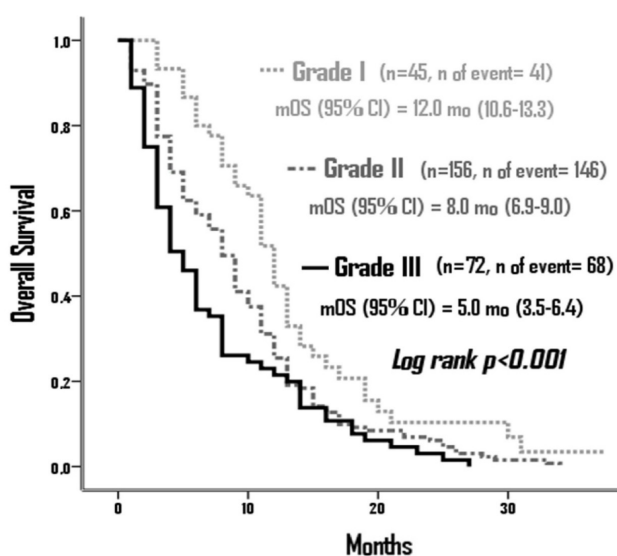 Overall Survival
1.0
0.8
0.6
0.4
0.2
0.0
Grade I (n=45, n of event= 41)
mOS (95% CI) = 12.0 mo (10.6-13.3)
Grade II (n=156, n of event= 146)
mOS (95% CI) = 8.0 mo (6.9-9.0)
Grade III (n=72, n of event= 68)
mOS (95% CI) = 5.0 mo (3.5-6.4)
Log rank p<0.001
0 10 20 30
Months